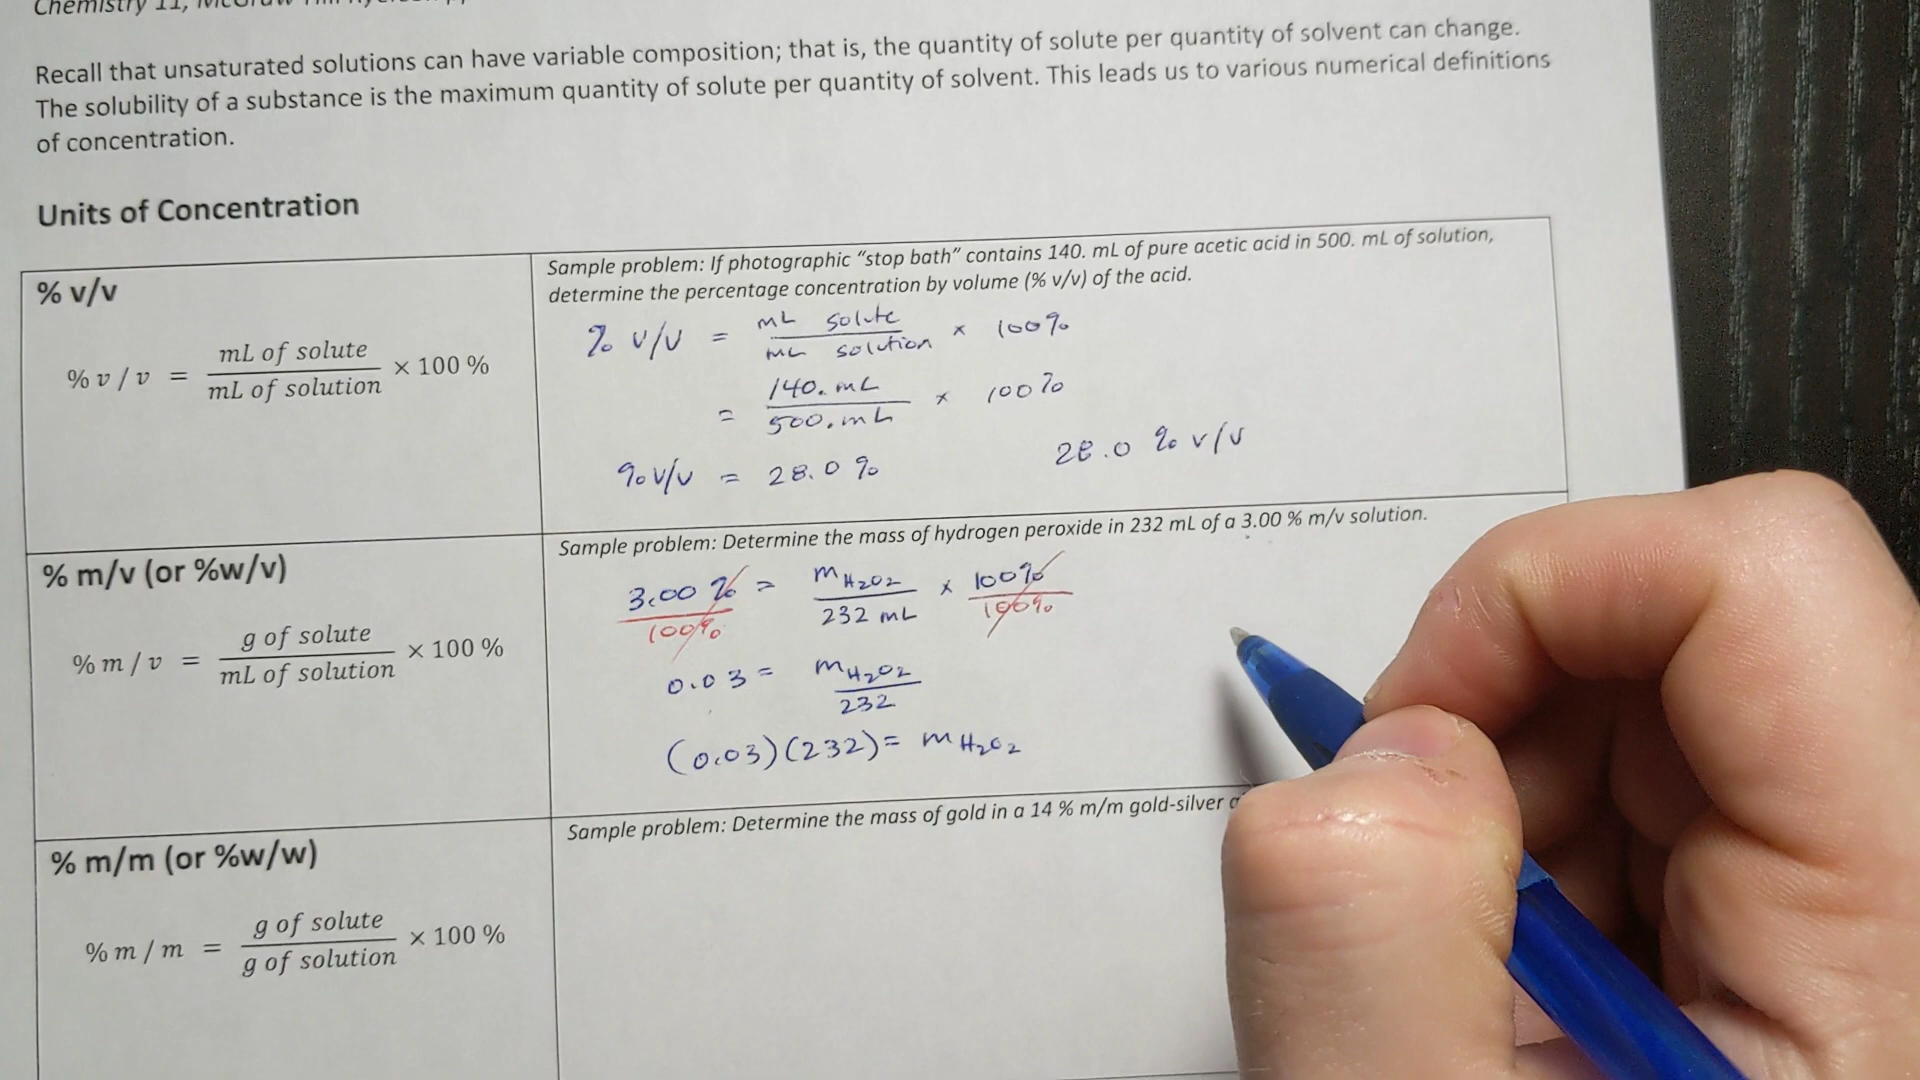 Chemistry 11,
Recall that unsaturated solutions can have variable composition; that is, the quantity of solute per quantity of solvent can change.
The solubility of a substance is the maximum quantity of solute per quantity of solvent. This leads us to various numerical definitions
of concentration.
Units of Concentration
% v/v
% v / v = mL of solute / mL of solution × 100 %
Sample problem: If photographic “stop bath” contains 140. mL of pure acetic acid in 500. mL of solution,
determine the percentage concentration by volume (% v/v) of the acid.
% v/v = mL solute / mL solution × 100%
= 140. mL / 500. mL × 100%
% v/v = 28.0 %
28.0 % v/v
% m/v (or %w/v)
% m / v = g of solute / mL of solution × 100 %
Sample problem: Determine the mass of hydrogen peroxide in 232 mL of a 3.00 % m/v solution.
3.00 % / 100% = m H2O2 / 232 mL × 100% / 100%
0.03 = m H2O2 / 232
(0.03)(232) = m H2O2
% m/m (or %w/w)
% m / m = g of solute / g of solution × 100 %
Sample problem: Determine the mass of gold in a 14 % m/m gold-silver